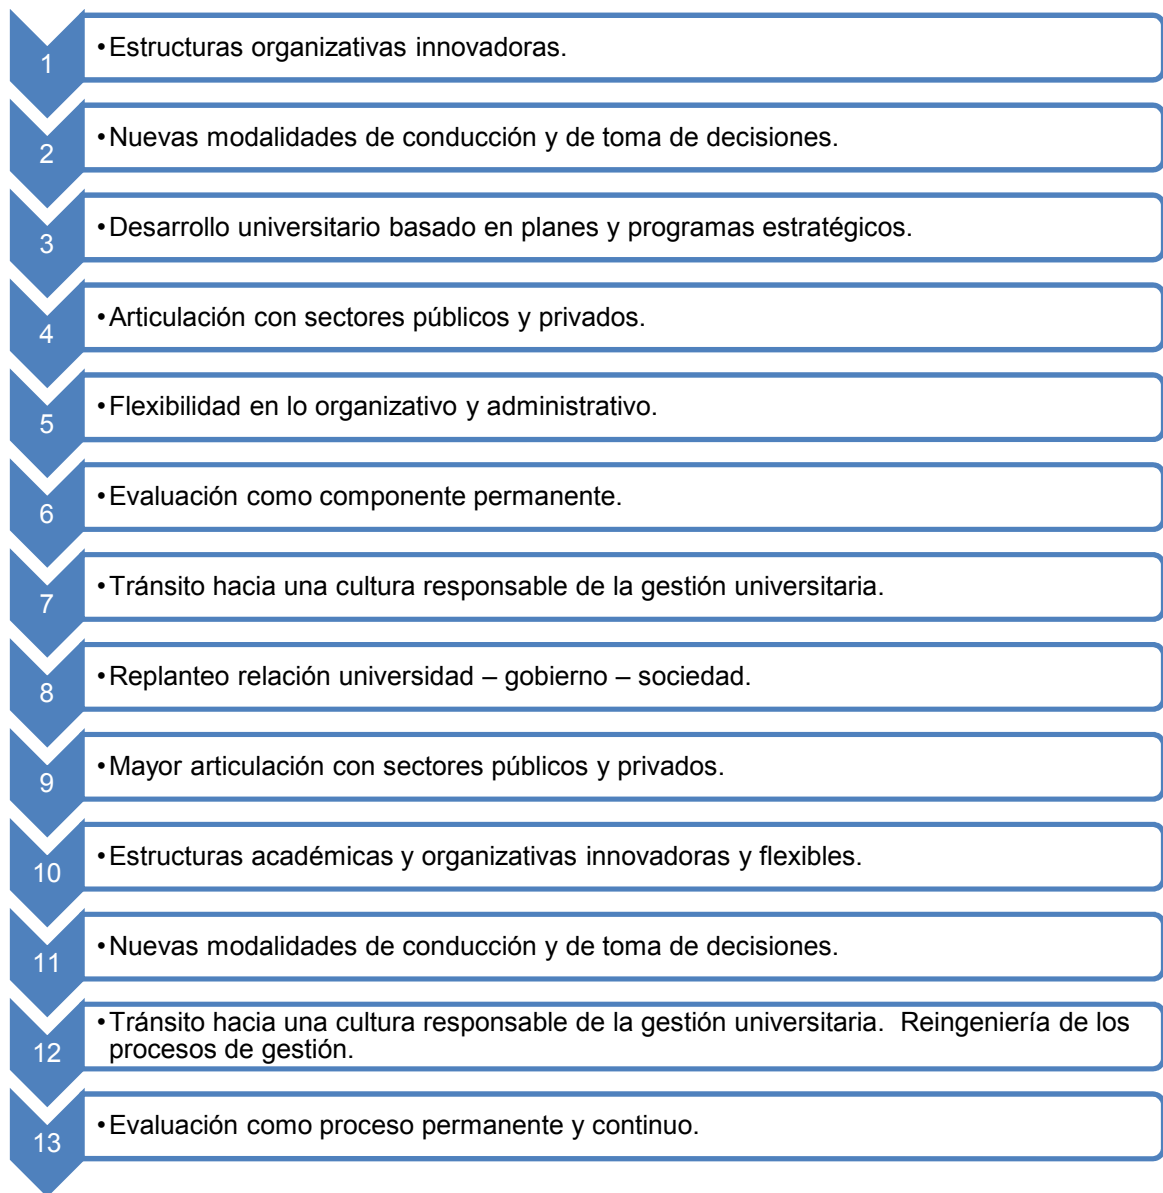 1
•Estructuras organizativas innovadoras.
2
•Nuevas modalidades de conducción y de toma de decisiones.
3
•Desarrollo universitario basado en planes y programas estratégicos.
4
•Articulación con sectores públicos y privados.
5
•Flexibilidad en lo organizativo y administrativo.
6
•Evaluación como componente permanente.
7
•Tránsito hacia una cultura responsable de la gestión universitaria.
8
•Replanteo relación universidad – gobierno – sociedad.
9
•Mayor articulación con sectores públicos y privados.
10
•Estructuras académicas y organizativas innovadoras y flexibles.
11
•Nuevas modalidades de conducción y de toma de decisiones.
12
•Tránsito hacia una cultura responsable de la gestión universitaria.  Reingeniería de los
procesos de gestión.
13
•Evaluación como proceso permanente y continuo.